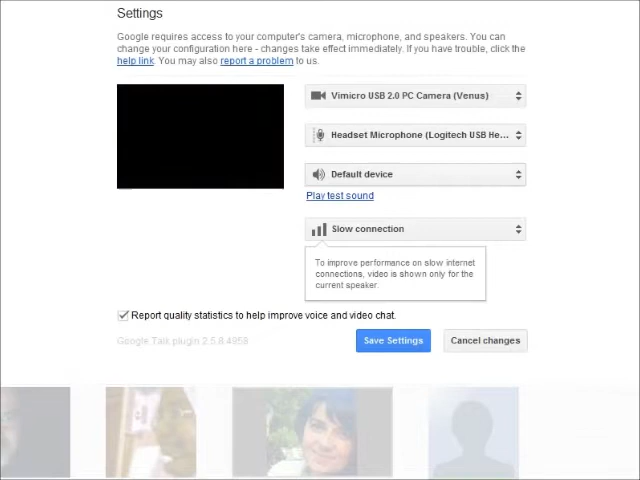 Settings
Google requires access to your computer's camera, microphone, and speakers. You can
change your configuration here - changes take effect immediately. If you have trouble, click the
help link. You may also report a problem to us.
Vimicro USB 2.0 PC Camera (Venus)
Headset Microphone (Logitech USB He...
Default device
Play test sound
Slow connection
To improve performance on slow internet
connections, video is shown only for the
current speaker.
Report quality statistics to help improve voice and video chat.
Google Talk plugin 2.5.8.4958
Save Settings
Cancel changes